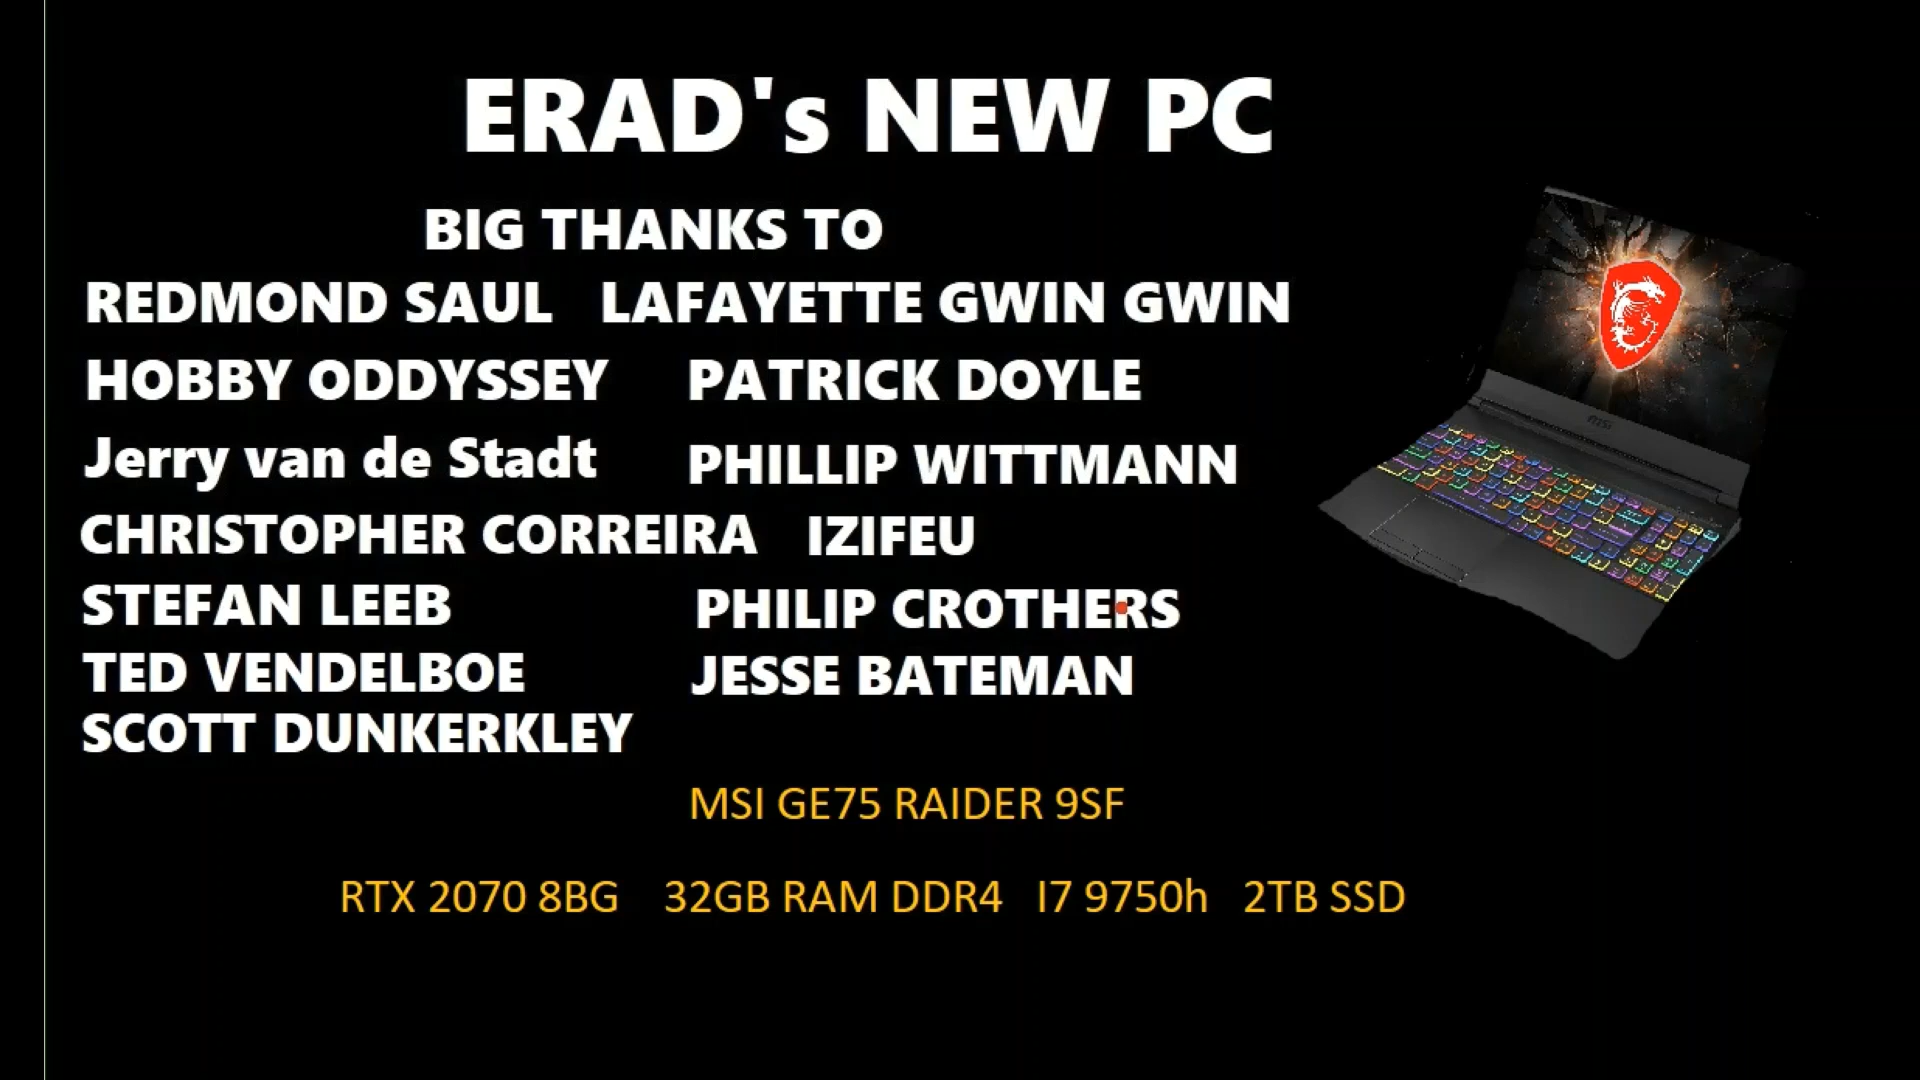 ERAD's NEW PC
BIG THANKS TO
REDMOND SAUL LAFAYETTE GWIN GWIN
HOBBY ODDYSSEY PATRICK DOYLE
Jerry van de Stadt PHILLIP WITTMANN
CHRISTOPHER CORREIRA IZIFEU
STEFAN LEEB PHILIP CROTHERS
TED VENDELBOE JESSE BATEMAN
SCOTT DUNKERKLEY
MSI GE75 RAIDER 9SF
RTX 2070 8BG 32GB RAM DDR4 I7 9750h 2TB SSD
msi